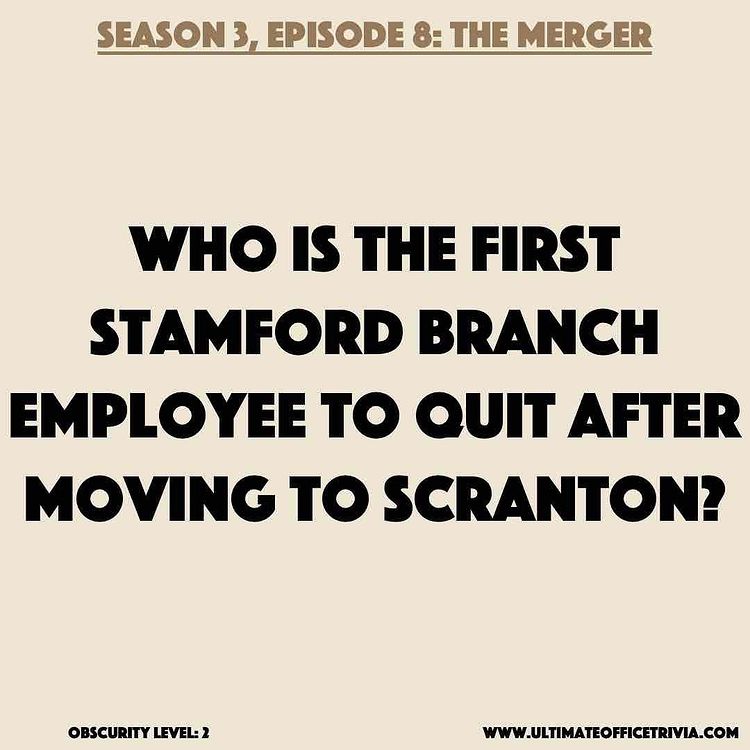 SEASON 3, EPISODE 8: THE MERGER
WHO IS THE FIRST
STAMFORD BRANCH
EMPLOYEE TO QUIT AFTER
MOVING TO SCRANTON?
OBSCURITY LEVEL: 2
WWW.ULTIMATEOFFICETRIVIA.COM